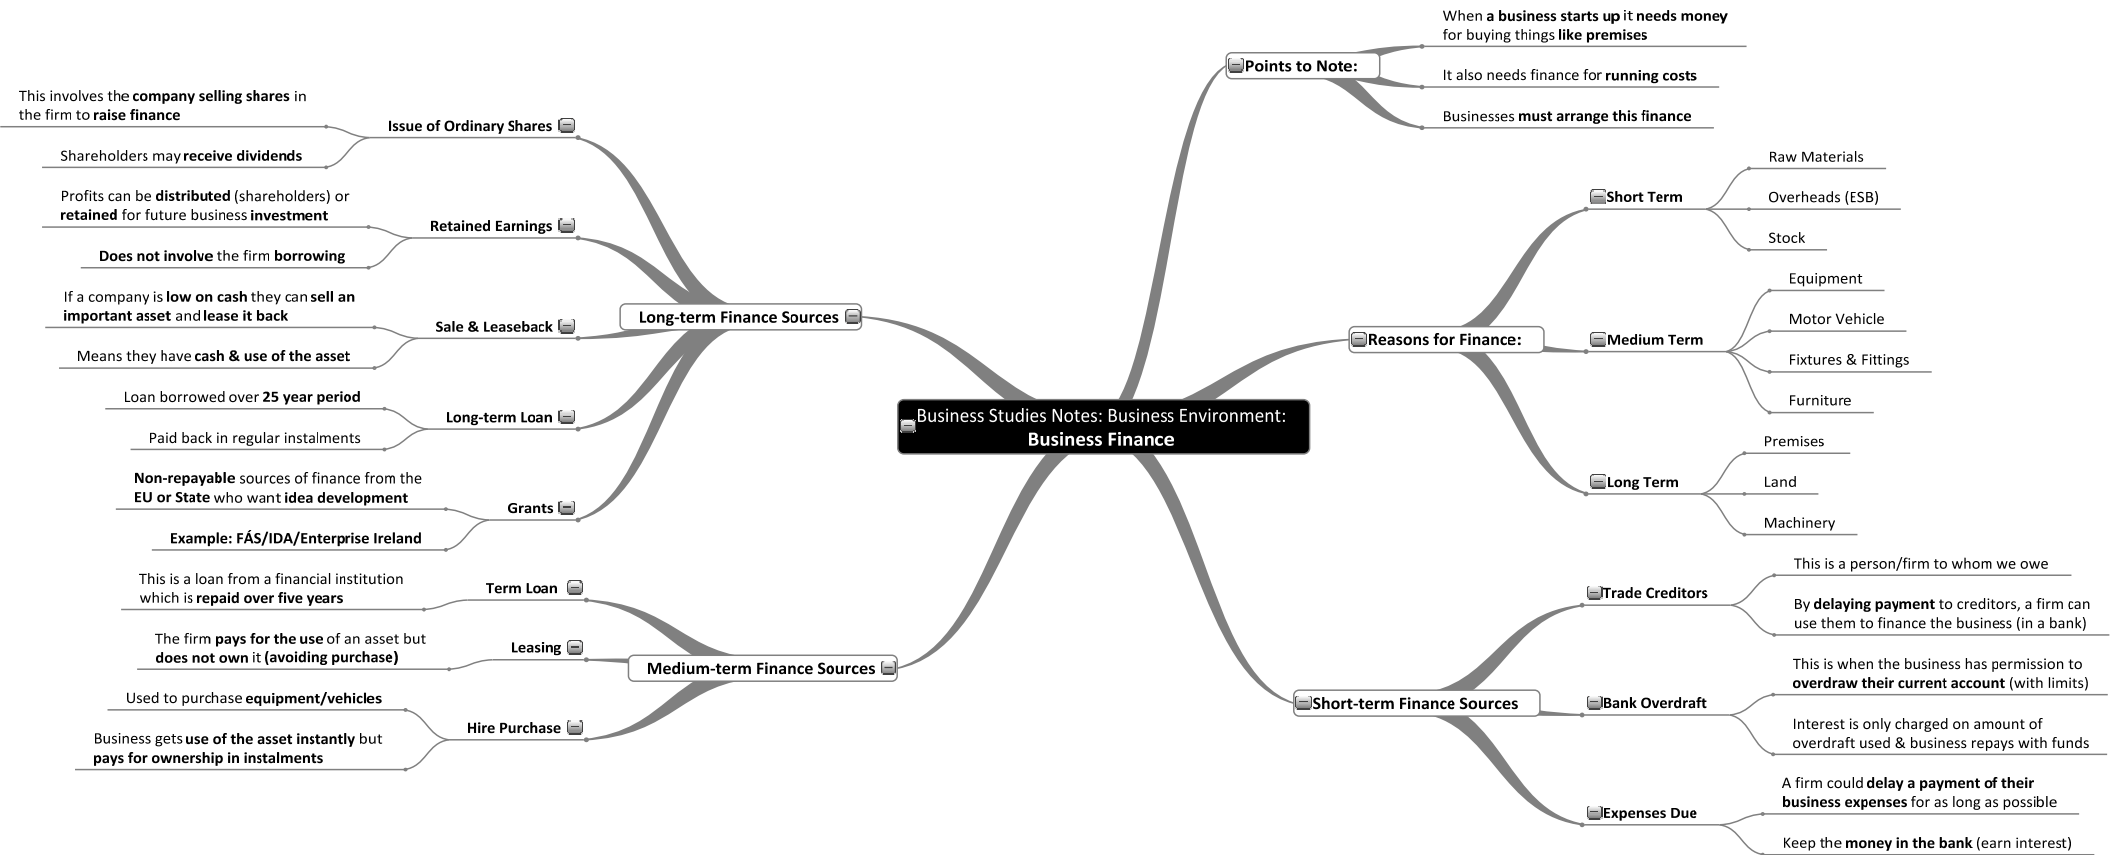 Business Studies Notes: Business Environment:
Business Finance
Points to Note:
When a business starts up it needs money
for buying things like premises
It also needs finance for running costs
Businesses must arrange this finance
Reasons for Finance:
Short Term
Raw Materials
Overheads (ESB)
Stock
Medium Term
Equipment
Motor Vehicle
Fixtures & Fittings
Furniture
Long Term
Premises
Land
Machinery
Short-term Finance Sources
Trade Creditors
This is a person/firm to whom we owe
By delaying payment to creditors, a firm can
use them to finance the business (in a bank)
Bank Overdraft
This is when the business has permission to
overdraw their current account (with limits)
Interest is only charged on amount of
overdraft used & business repays with funds
Expenses Due
A firm could delay a payment of their
business expenses for as long as possible
Keep the money in the bank (earn interest)
Long-term Finance Sources
Issue of Ordinary Shares
This involves the company selling shares in
the firm to raise finance
Shareholders may receive dividends
Retained Earnings
Profits can be distributed (shareholders) or
retained for future business investment
Does not involve the firm borrowing
Sale & Leaseback
If a company is low on cash they can sell an
important asset and lease it back
Means they have cash & use of the asset
Long-term Loan
Loan borrowed over 25 year period
Paid back in regular instalments
Grants
Non-repayable sources of finance from the
EU or State who want idea development
Example: FÁS/IDA/Enterprise Ireland
Medium-term Finance Sources
Term Loan
This is a loan from a financial institution
which is repaid over five years
Leasing
The firm pays for the use of an asset but
does not own it (avoiding purchase)
Hire Purchase
Used to purchase equipment/vehicles
Business gets use of the asset instantly but
pays for ownership in instalments